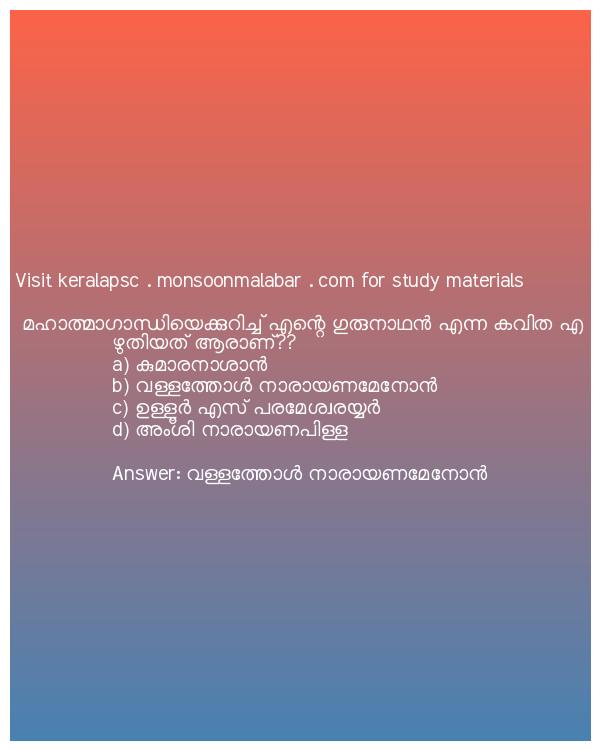 Visit keralapsc . monsoonmalabar . com for study materials
മഹാത്മാഗാന്ധിയെക്കുറിച്ച് എന്റെ ഗുരുനാഥൻ എന്ന കവിത എ
ഴുതിയത് ആരാണ്??
a) കുമാരനാശാൻ
b) വള്ളത്തോൾ നാരായണമേനോൻ
c) ഉള്ളൂർ എസ് പരമേശ്വരയ്യർ
d) അംശി നാരായണപിള്ള
Answer: വള്ളത്തോൾ നാരായണമേനോൻ